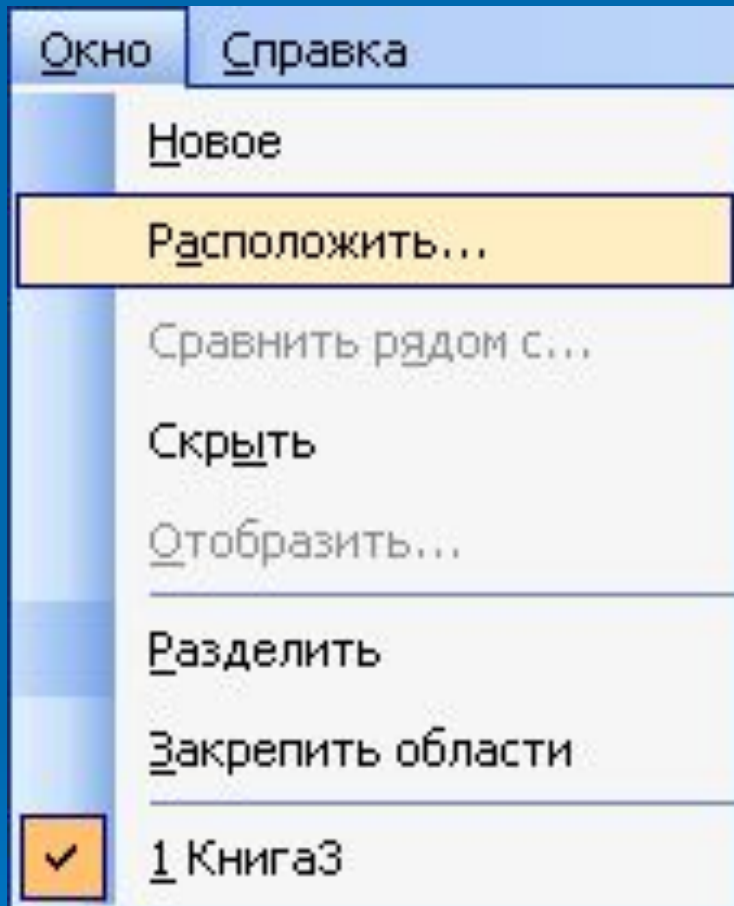 Окно Справка
Новое
Расположить...
Сравнить рядом с...
Скрыть
Отобразить...
Разделить
Закрепить области
1 Книга3